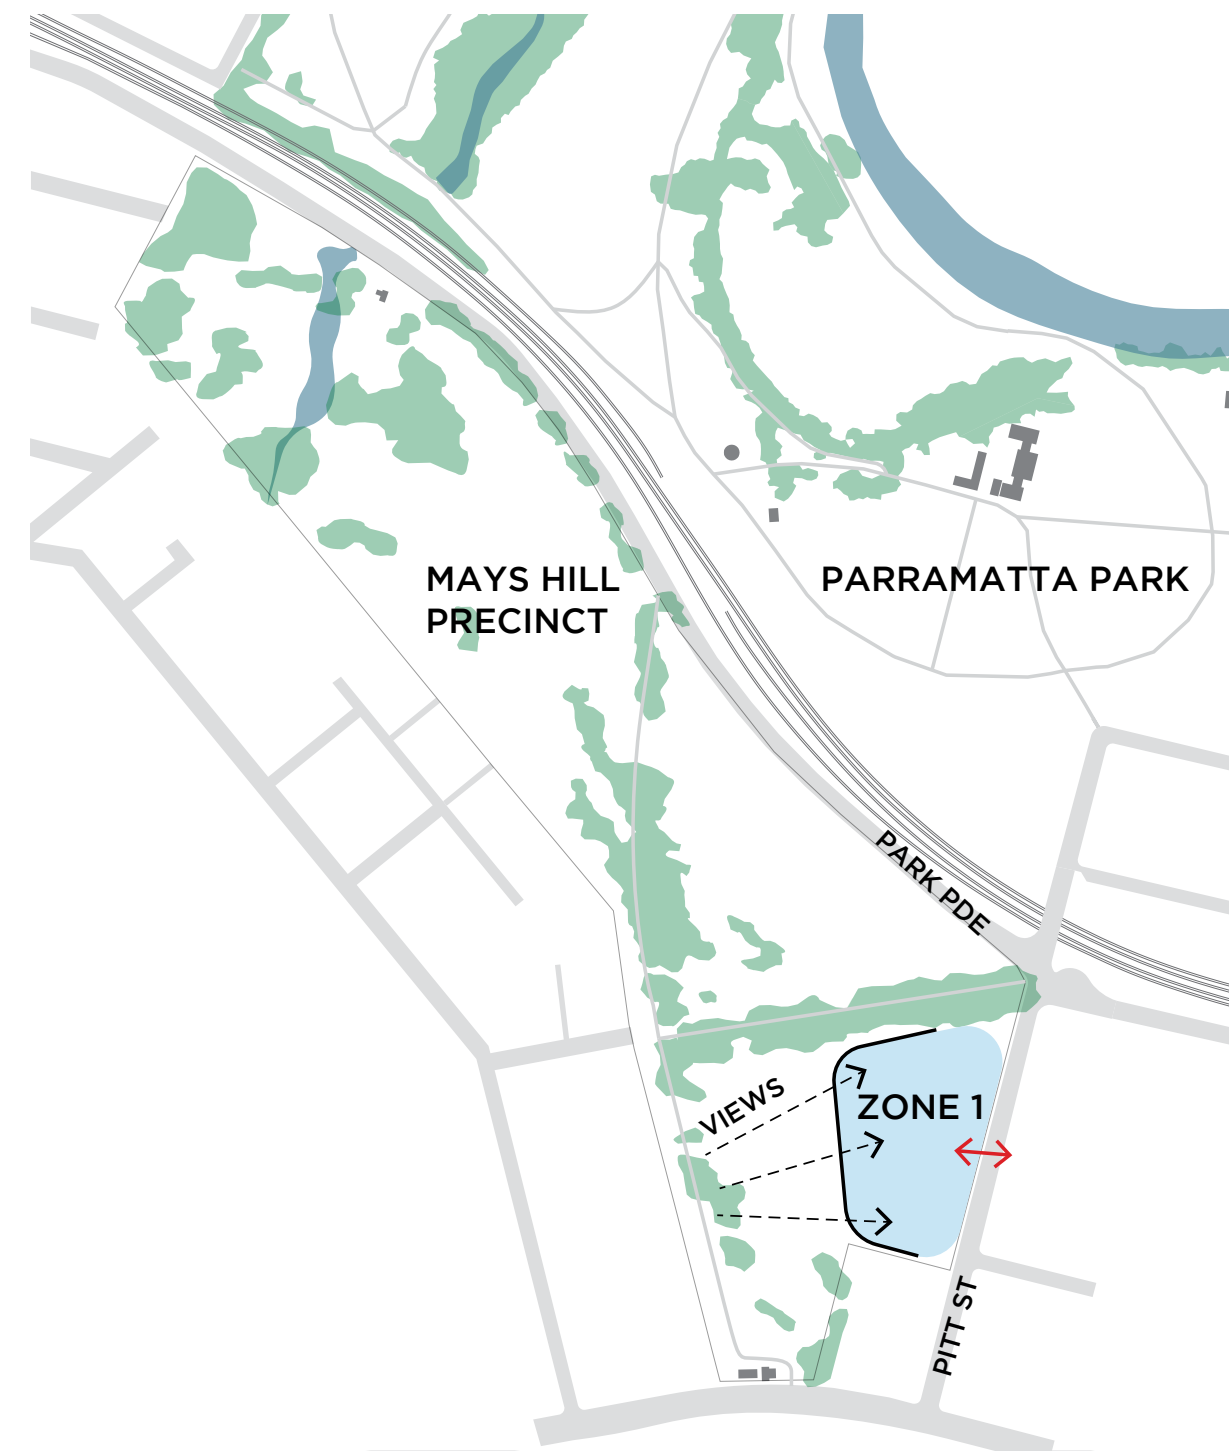 MAYS HILL
PRECINCT
PARRAMATTA PARK
PARK PDE
VIEWS
ZONE 1
PITT ST